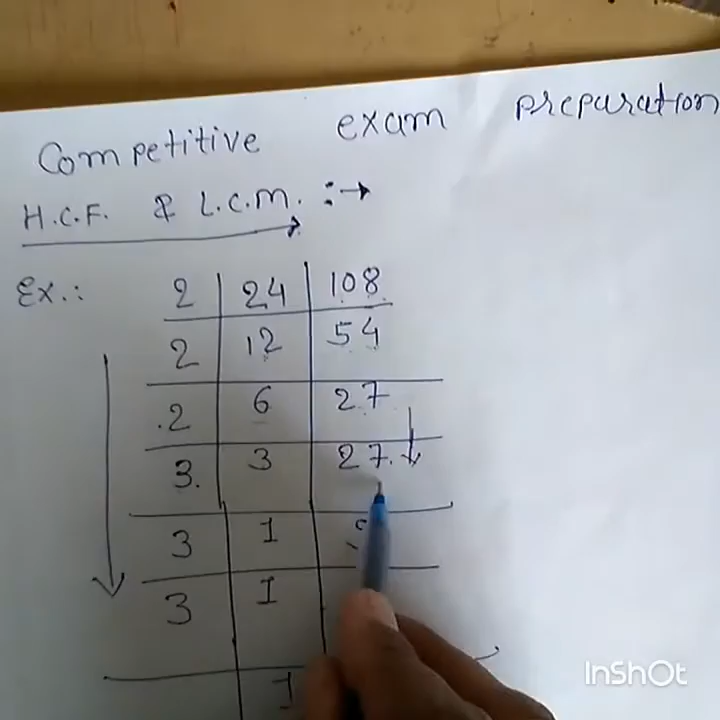 Competitive exam preparation
H.C.F. & L.C.M. :→
Ex.: 2 24 108
2 12 54
2 6 27
3 3 27
3 1
3 1
1
InShOt